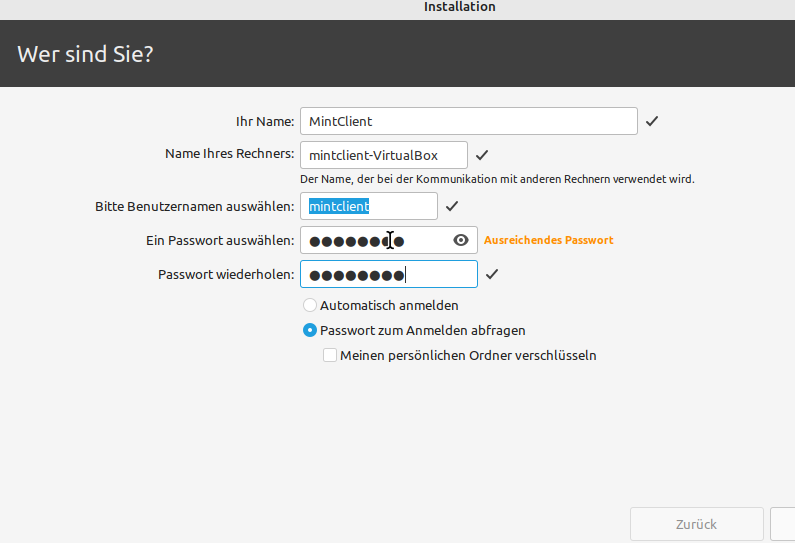 Installation
Wer sind Sie?
Ihr Name: MintClient
Name Ihres Rechners: mintclient-VirtualBox
Der Name, der bei der Kommunikation mit anderen Rechnern verwendet wird.
Bitte Benutzernamen auswählen: mintclient
Ein Passwort auswählen: ●●●●●●●● Ausreichendes Passwort
Passwort wiederholen: ●●●●●●●●
Automatisch anmelden
Passwort zum Anmelden abfragen
Meinen persönlichen Ordner verschlüsseln
Zurück